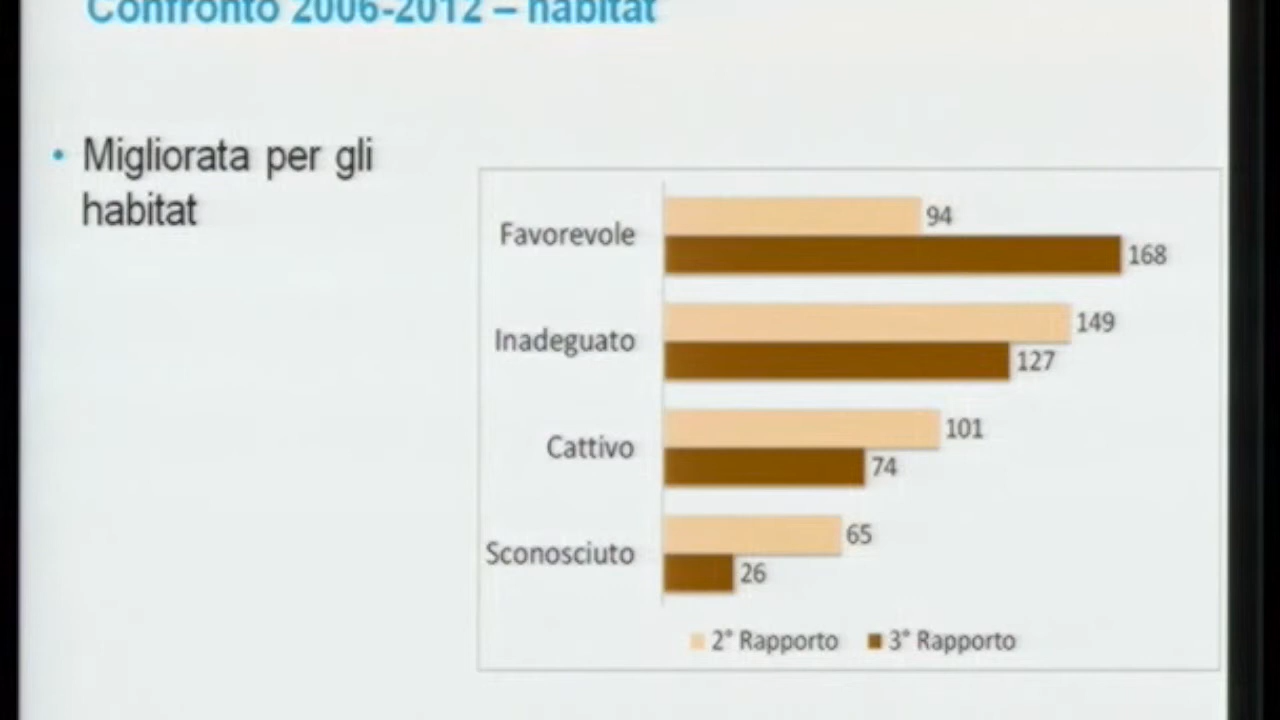 Confronto 2006-2012 – habitat
• Migliorata per gli
habitat
Favorevole
94
168
Inadeguato
149
127
Cattivo
101
74
Sconosciuto
65
26
2° Rapporto
3° Rapporto